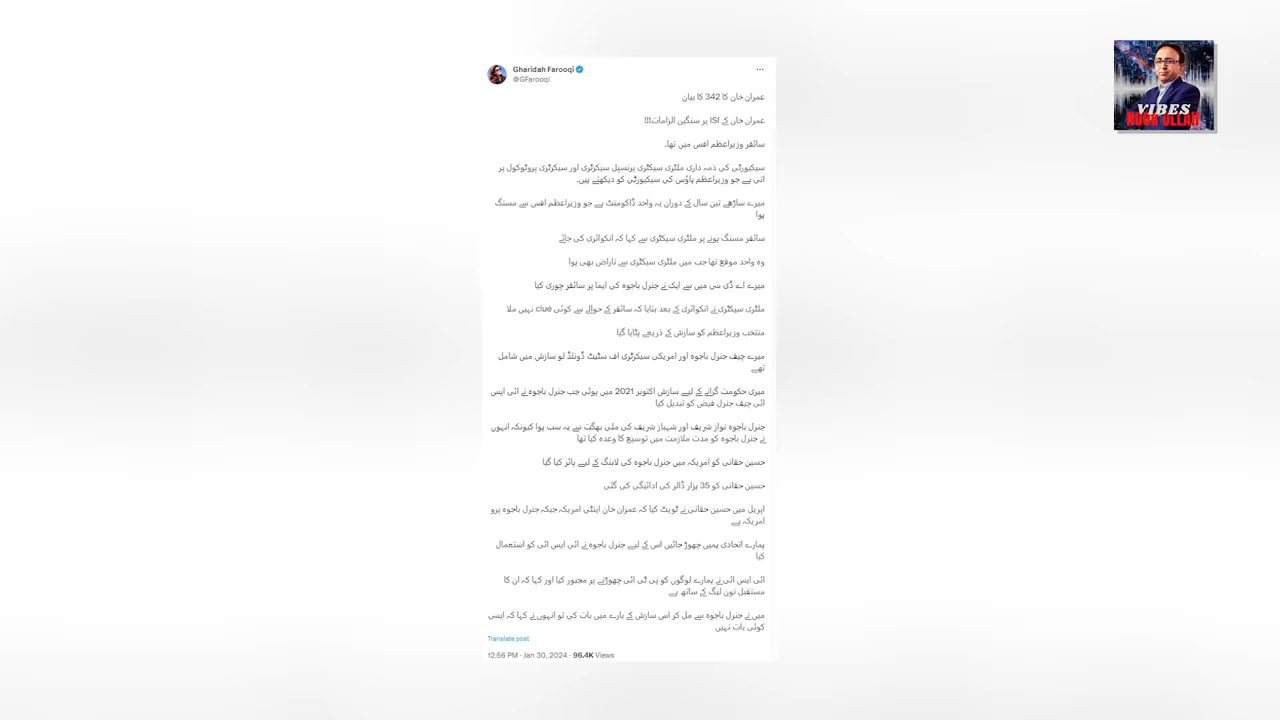 Gharidah Farooqi
@GFarooqi
عمران خان کا 342 کا بیان
عمران خان کے ISI پر سنگین الزامات!!!
سائفر وزیراعظم افس میں تھا۔
سیکیورٹی کی ذمہ داری ملٹری سیکٹری پرنسپل سیکرٹری اور سیکرٹری پروٹوکول پر
اتی ہے جو وزیراعظم ہاؤس کی سیکیورٹی کو دیکھتے ہیں۔
میرے ساڑھے تین سال کے دوران یہ واحد ڈاکومنٹ ہے جو وزیراعظم افس سے مسنگ
ہوا
سائفر مسنگ ہونے پر ملٹری سیکٹری سے کہا کہ انکوائری کی جائے
وہ واحد موقع تھا جب میں ملٹری سیکٹری سے ناراض بھی ہوا
میرے اے ڈی سی میں سے ایک نے جنرل باجوہ کی ایما پر سائفر چوری کیا
ملٹری سیکٹری نے انکوائری کے بعد بتایا کہ سائفر کے حوالے سے کوئی clue نہیں ملا
منتخب وزیراعظم کو سازش کے ذریعے ہٹایا گیا
میرے چیف جنرل باجوہ اور امریکی سیکرٹری اف سٹیٹ ڈونلڈ لو سازش میں شامل
تھے
میری حکومت گرانے کے لیے سازش اکتوبر 2021 میں ہوئی جب جنرل باجوہ نے ائی ایس
ائی چیف جنرل فیض کو تبدیل کیا
جنرل باجوہ نواز شریف اور شہباز شریف کی ملی بھگت سے یہ سب ہوا کیونکہ انہوں
نے جنرل باجوہ کو مدت ملازمت میں توسیع کا وعدہ کیا تھا
حسین حقانی کو امریکہ میں جنرل باجوہ کی لابنگ کے لیے ہائر کیا گیا
حسین حقانی کو 35 ہزار ڈالر کی ادائیگی کی گئی
اپریل میں حسین حقانی نے ٹویٹ کیا کہ عمران خان اینٹی امریکہ جبکہ جنرل باجوہ پرو
امریکہ ہے
ہمارے اتحادی ہمیں چھوڑ جائیں اس کے لیے جنرل باجوہ نے ائی ایس ائی کو استعمال
کیا
ائی ایس ائی نے ہمارے لوگوں کو پی ٹی ائی چھوڑنے پر مجبور کیا اور کہا کہ ان کا
مستقبل نون لیگ کے ساتھ ہے
میں نے جنرل باجوہ سے مل کر اس سازش کے بارے میں بات کی تو انہوں نے کہا کہ ایسی
کوئی بات نہیں
Translate post
12:56 PM · Jan 30, 2024 · 96.4K Views
VIBES